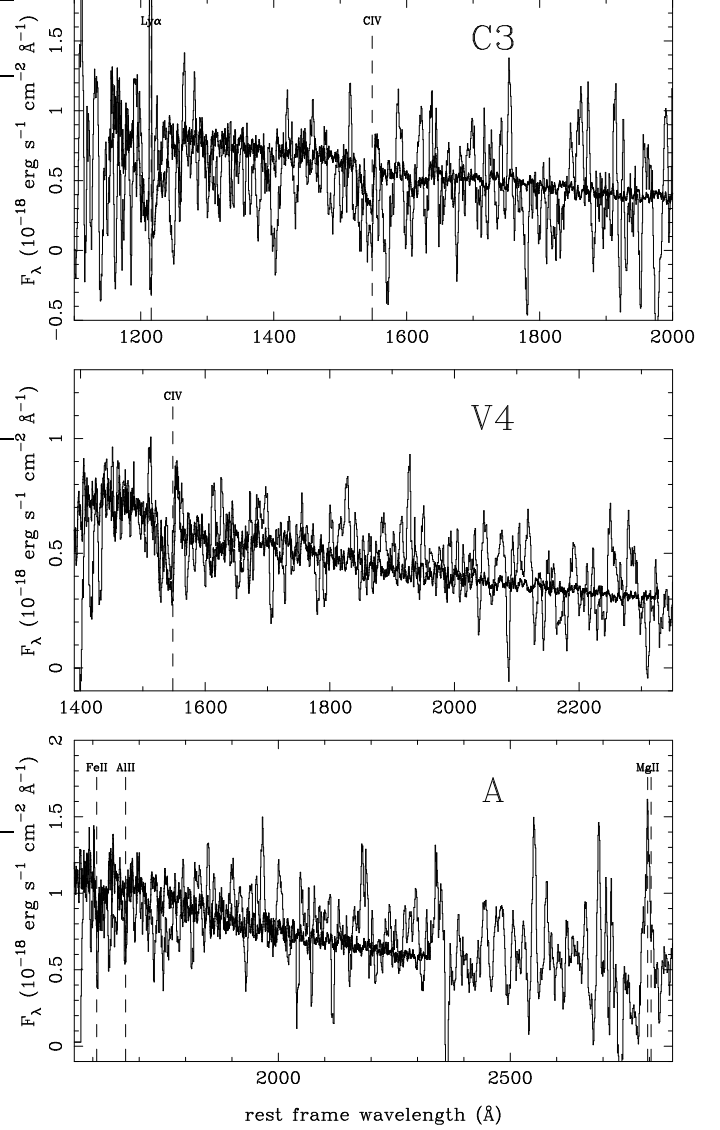 Lyα CIV C3
1.5
1
0.5
0
−0.5
F_λ (10^−18 erg s^−1 cm^−2 Å^−1)
1200 1400 1600 1800 2000
CIV V4
1
0.5
0
F_λ (10^−18 erg s^−1 cm^−2 Å^−1)
1400 1600 1800 2000 2200
2
FeII AlII A MgII
1.5
1
0.5
0
F_λ (10^−18 erg s^−1 cm^−2 Å^−1)
2000 2500
rest frame wavelength (Å)